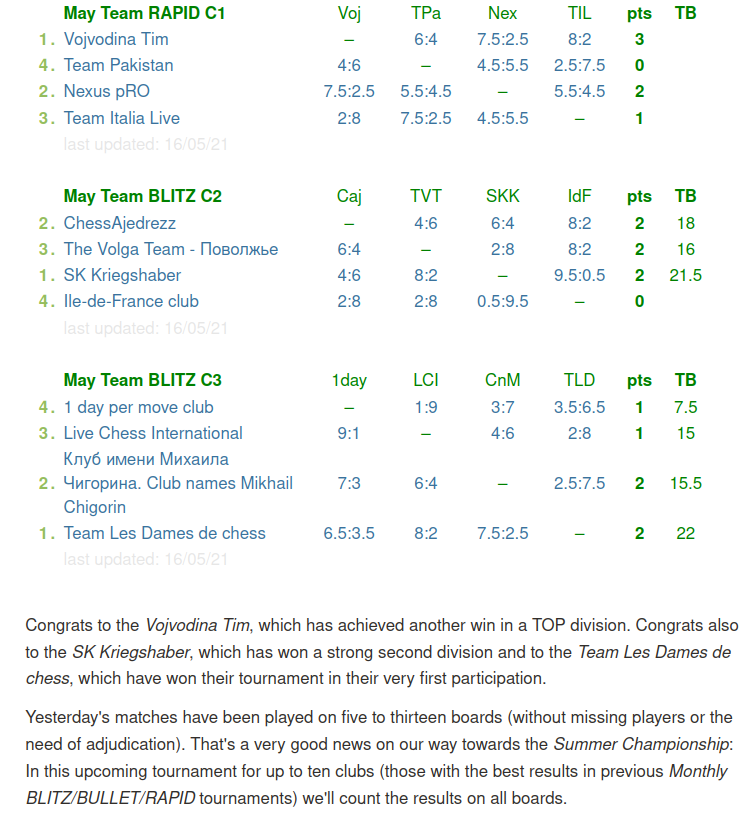 May Team RAPID C1 Voj TPa Nex TIL pts TB
1. Vojvodina Tim – 6:4 7.5:2.5 8:2 3
4. Team Pakistan 4:6 – 4.5:5.5 2.5:7.5 0
2. Nexus pRO 7.5:2.5 5.5:4.5 – 5.5:4.5 2
3. Team Italia Live 2:8 7.5:2.5 4.5:5.5 – 1
last updated: 16/05/21
May Team BLITZ C2 Caj TVT SKK IdF pts TB
2. ChessAjedrezz – 4:6 6:4 8:2 2 18
3. The Volga Team - Поволжье 6:4 – 2:8 8:2 2 16
1. SK Kriegshaber 4:6 8:2 – 9.5:0.5 2 21.5
4. Ile-de-France club 2:8 2:8 0.5:9.5 – 0
last updated: 16/05/21
May Team BLITZ C3 1day LCI CnM TLD pts TB
4. 1 day per move club – 1:9 3:7 3.5:6.5 1 7.5
3. Live Chess International 9:1 – 4:6 2:8 1 15
Клуб имени Михаила
2. Чигорина. Club names Mikhail 7:3 6:4 – 2.5:7.5 2 15.5
Chigorin
1. Team Les Dames de chess 6.5:3.5 8:2 7.5:2.5 – 2 22
last updated: 16/05/21
Congrats to the Vojvodina Tim, which has achieved another win in a TOP division. Congrats also
to the SK Kriegshaber, which has won a strong second division and to the Team Les Dames de
chess, which have won their tournament in their very first participation.
Yesterday's matches have been played on five to thirteen boards (without missing players or the
need of adjudication). That's a very good news on our way towards the Summer Championship:
In this upcoming tournament for up to ten clubs (those with the best results in previous Monthly
BLITZ/BULLET/RAPID tournaments) we'll count the results on all boards.